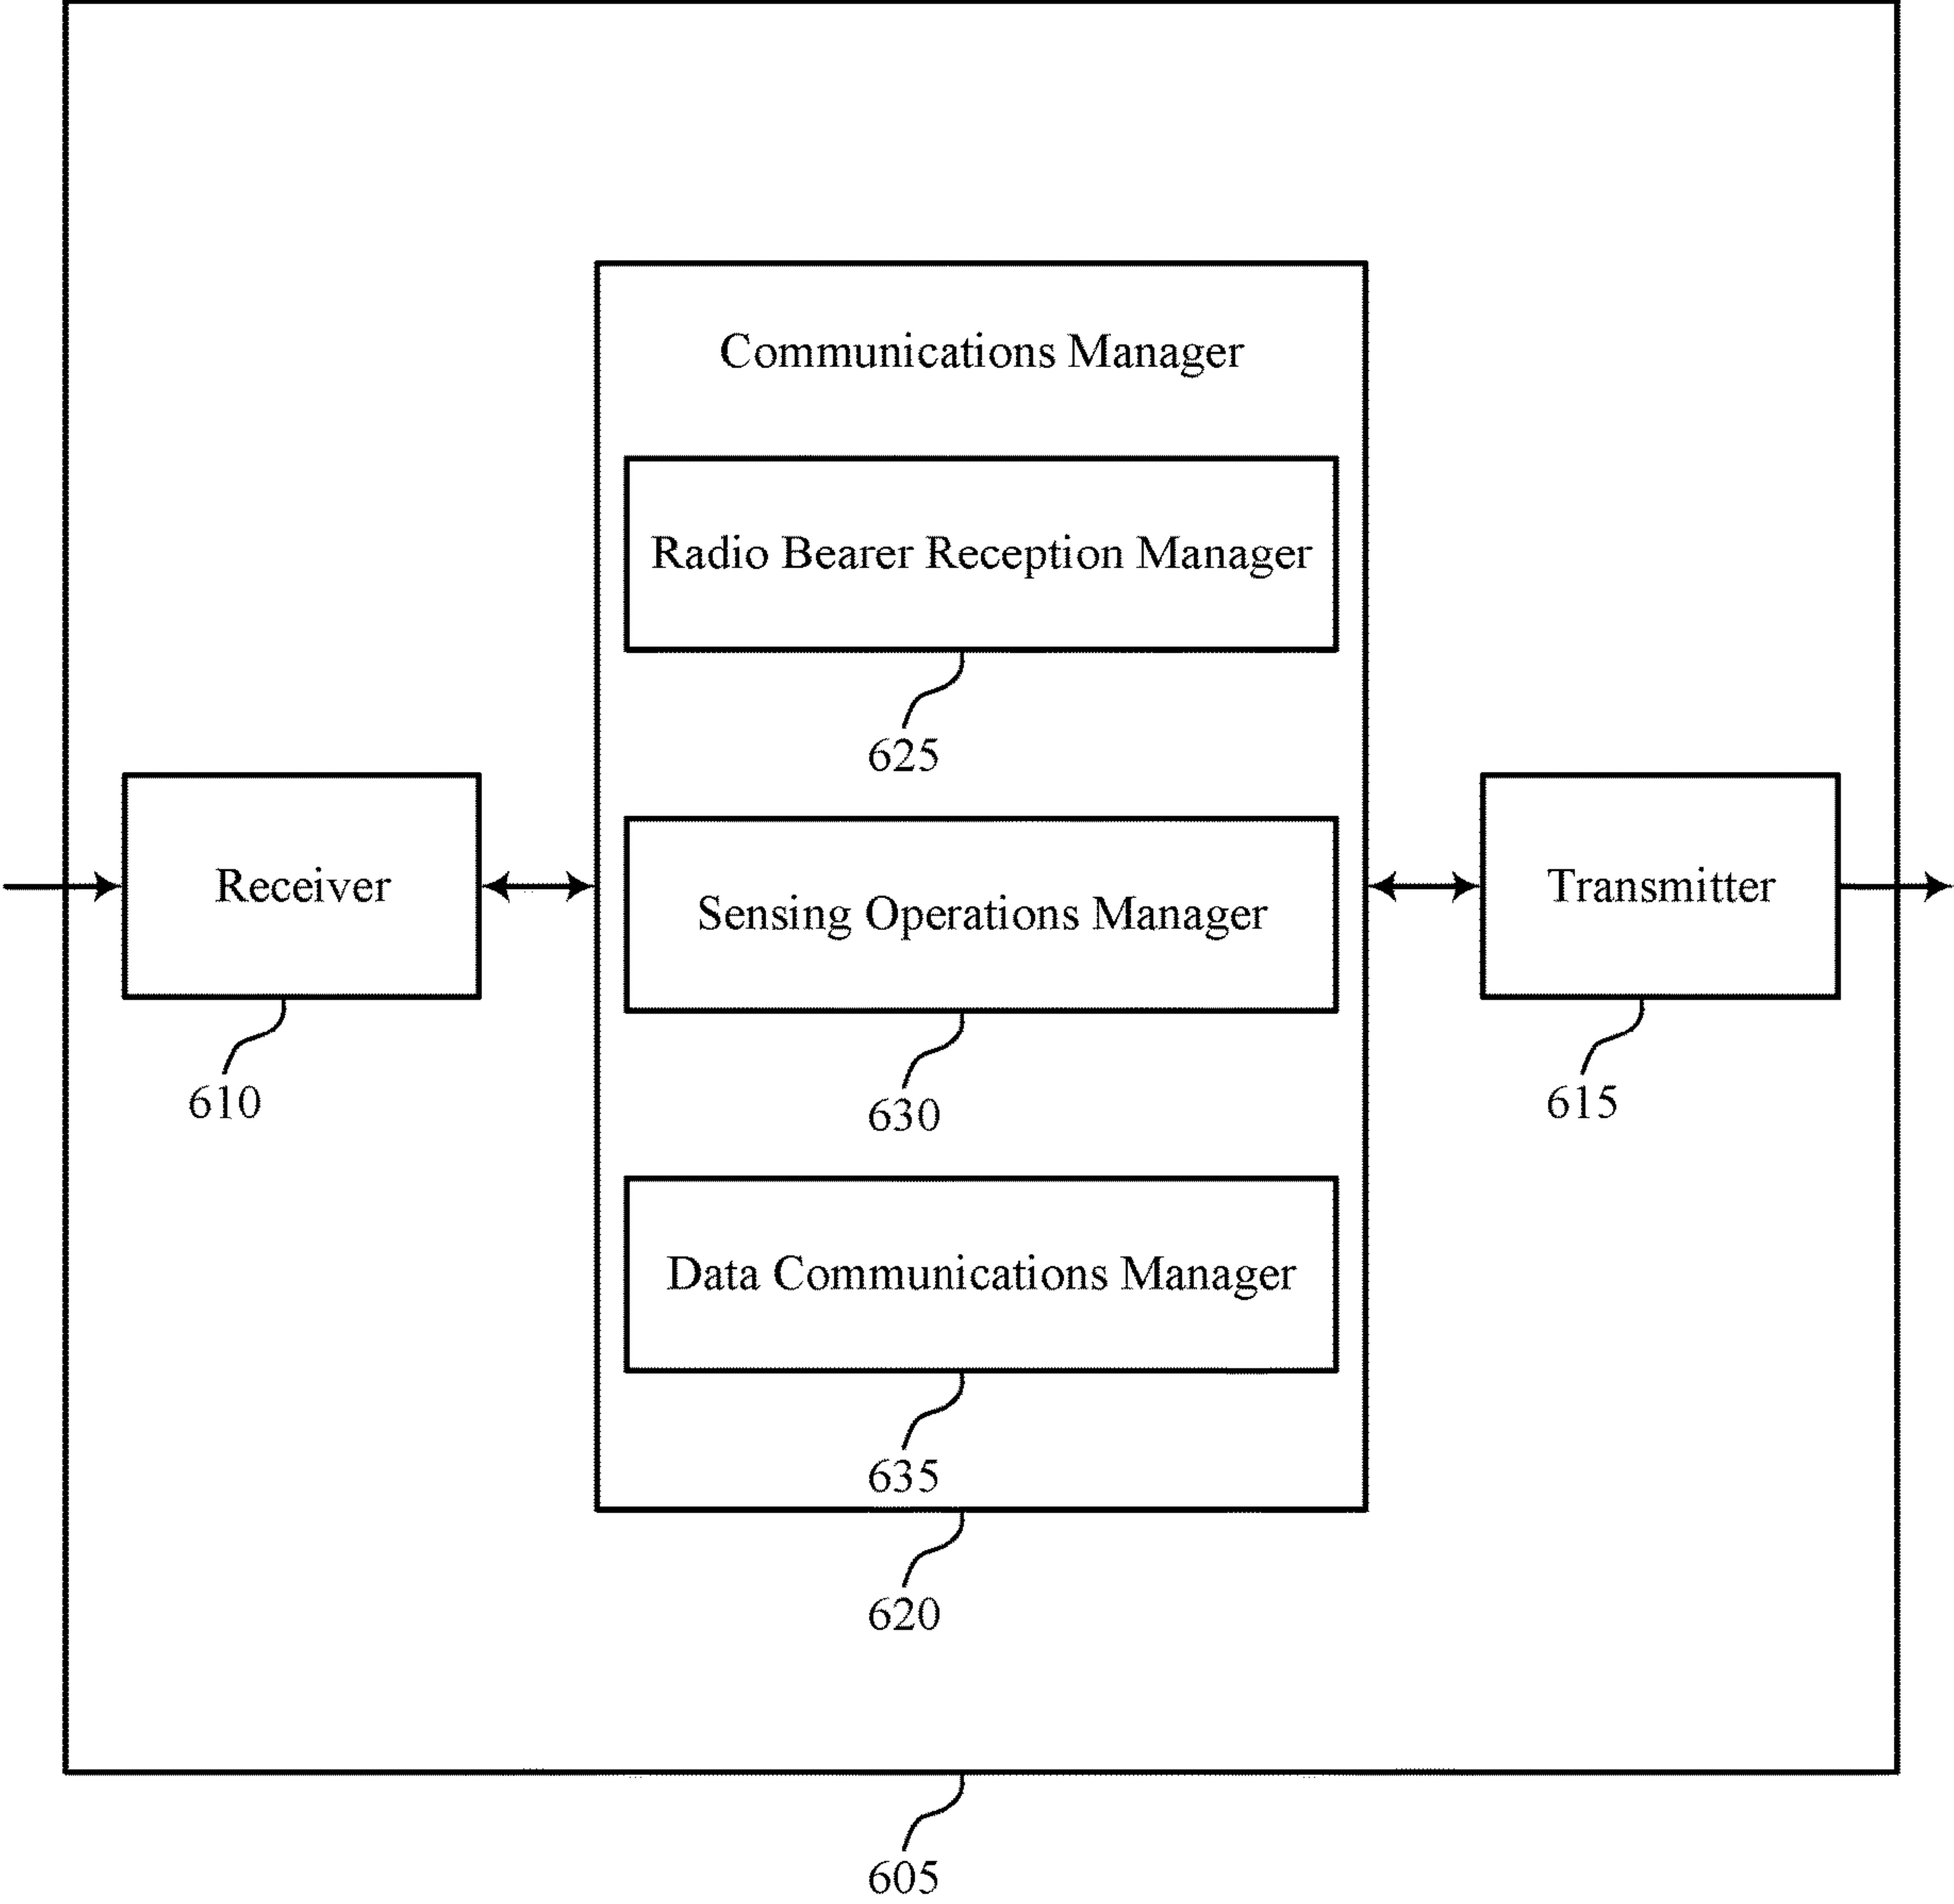 Communications Manager
Radio Bearer Reception Manager
625
Receiver
610
Sensing Operations Manager
630
Transmitter
615
Data Communications Manager
635
620
605